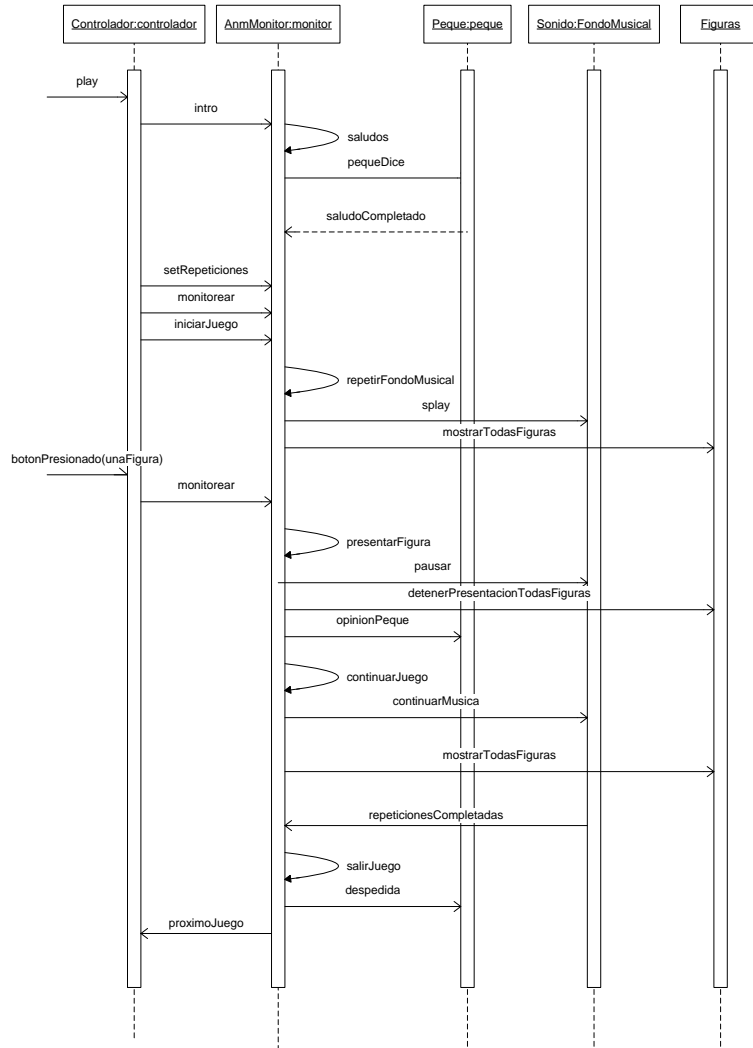 Controlador:controlador
AnmMonitor:monitor
Peque:peque
Sonido:FondoMusical
Figuras
play
intro
saludos
pequeDice
saludoCompletado
setRepeticiones
monitorear
iniciarJuego
repetirFondoMusical
splay
mostrarTodasFiguras
botonPresionado(unaFigura)
monitorear
presentarFigura
pausar
detenerPresentacionTodasFiguras
opinionPeque
continuarJuego
continuarMusica
mostrarTodasFiguras
repeticionesCompletadas
salirJuego
despedida
proximoJuego